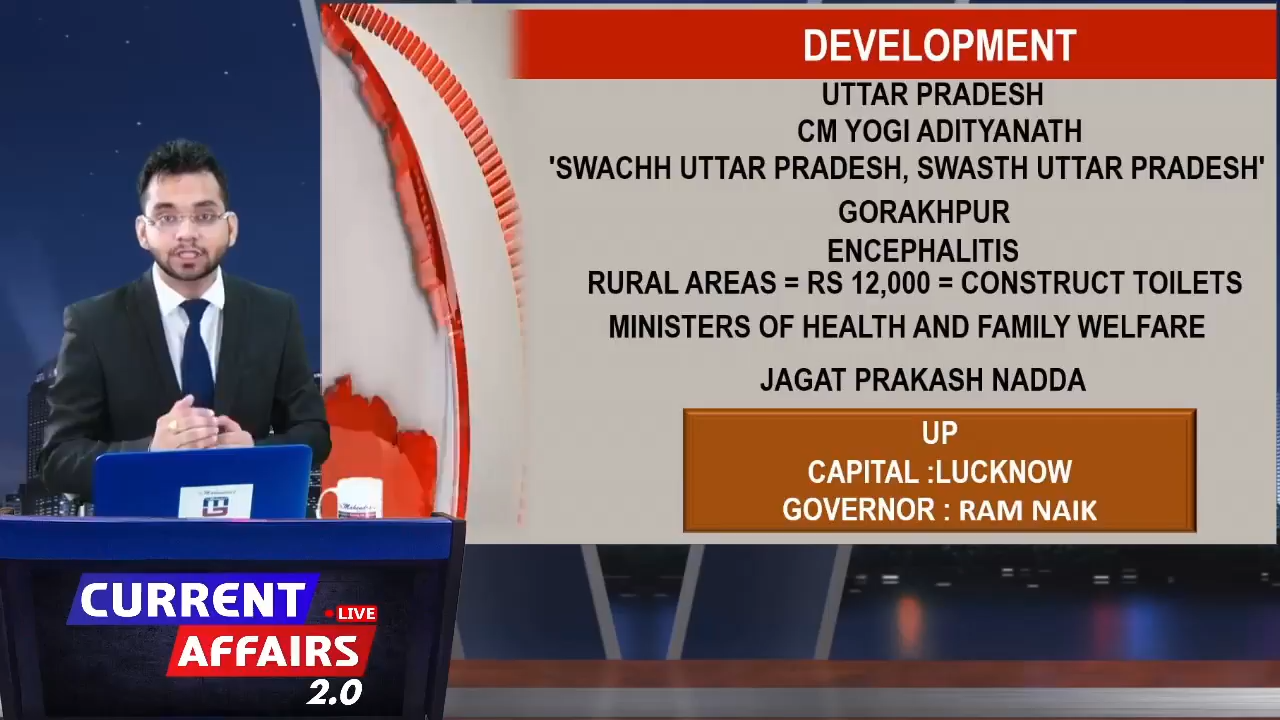 DEVELOPMENT
UTTAR PRADESH
CM YOGI ADITYANATH
'SWACHH UTTAR PRADESH, SWASTH UTTAR PRADESH'
GORAKHPUR
ENCEPHALITIS
RURAL AREAS = RS 12,000 = CONSTRUCT TOILETS
MINISTERS OF HEALTH AND FAMILY WELFARE
JAGAT PRAKASH NADDA
UP
CAPITAL :LUCKNOW
GOVERNOR : RAM NAIK
CURRENT
LIVE
AFFAIRS
2.0